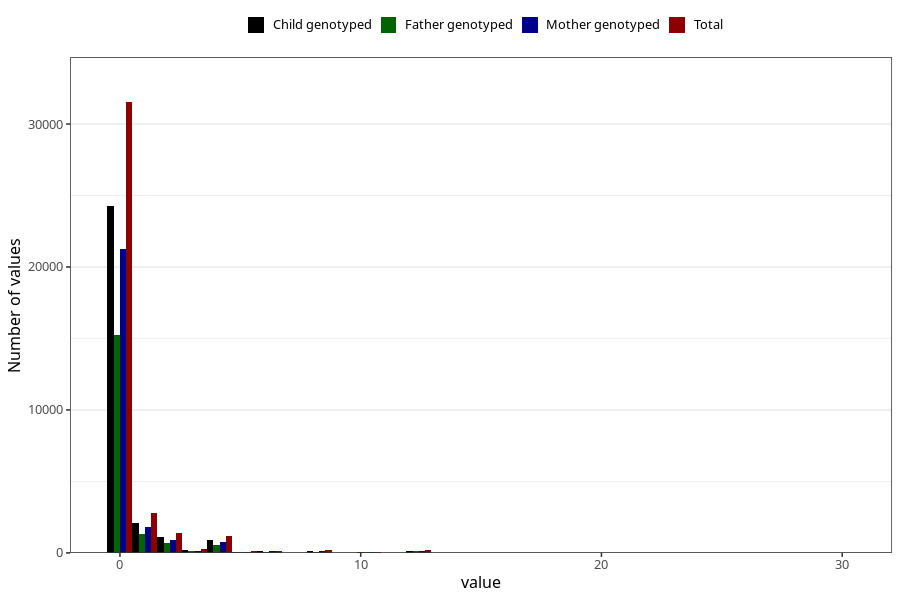 Child genotyped Father genotyped Mother genotyped Total
Number of values
30000
20000
10000
0
0 10 20 30
value